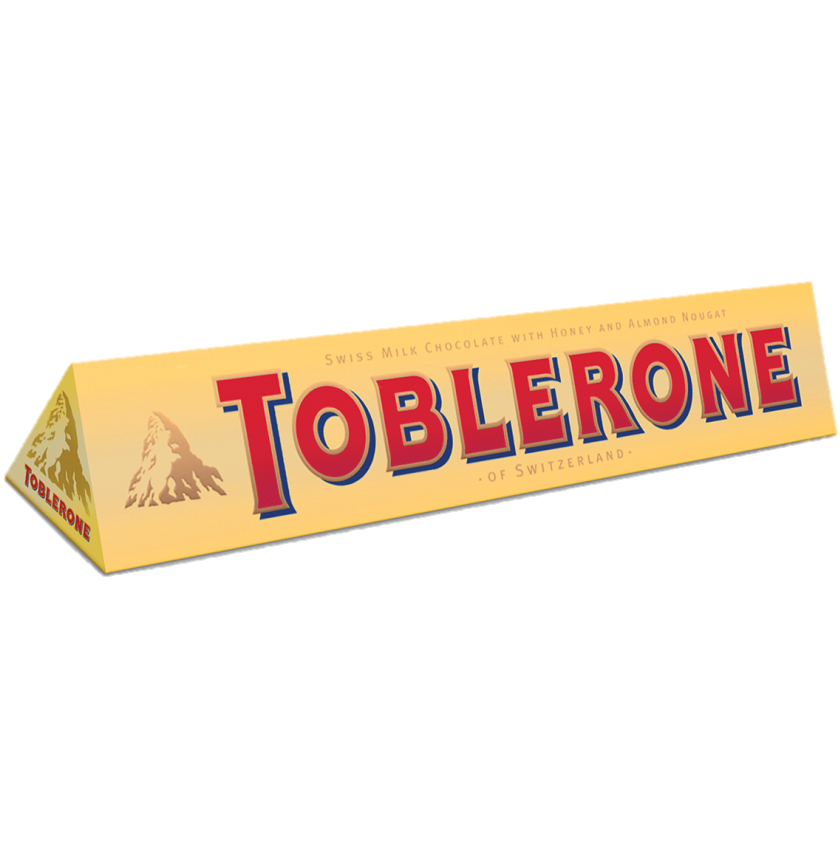 Swiss Milk Chocolate with Honey and Almond Nougat
TOBLERONE
·of Switzerland·
TOBLERONE